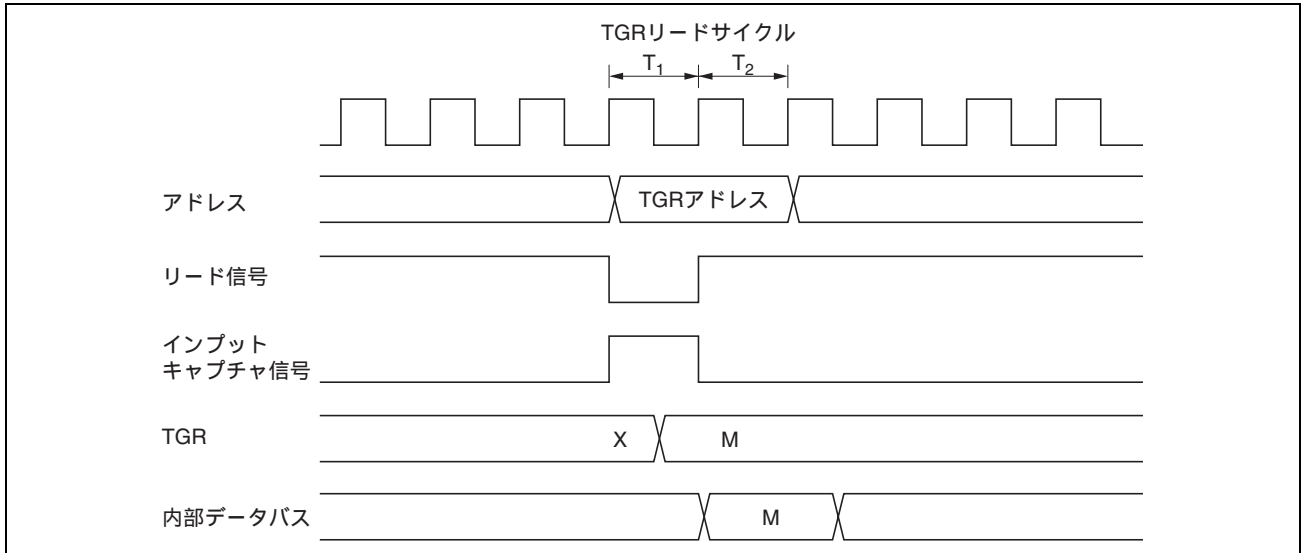 TGRリードサイクル
T1 T2
アドレス
TGRアドレス
リード信号
インプット
キャプチャ信号
TGR
X
M
内部データバス
M